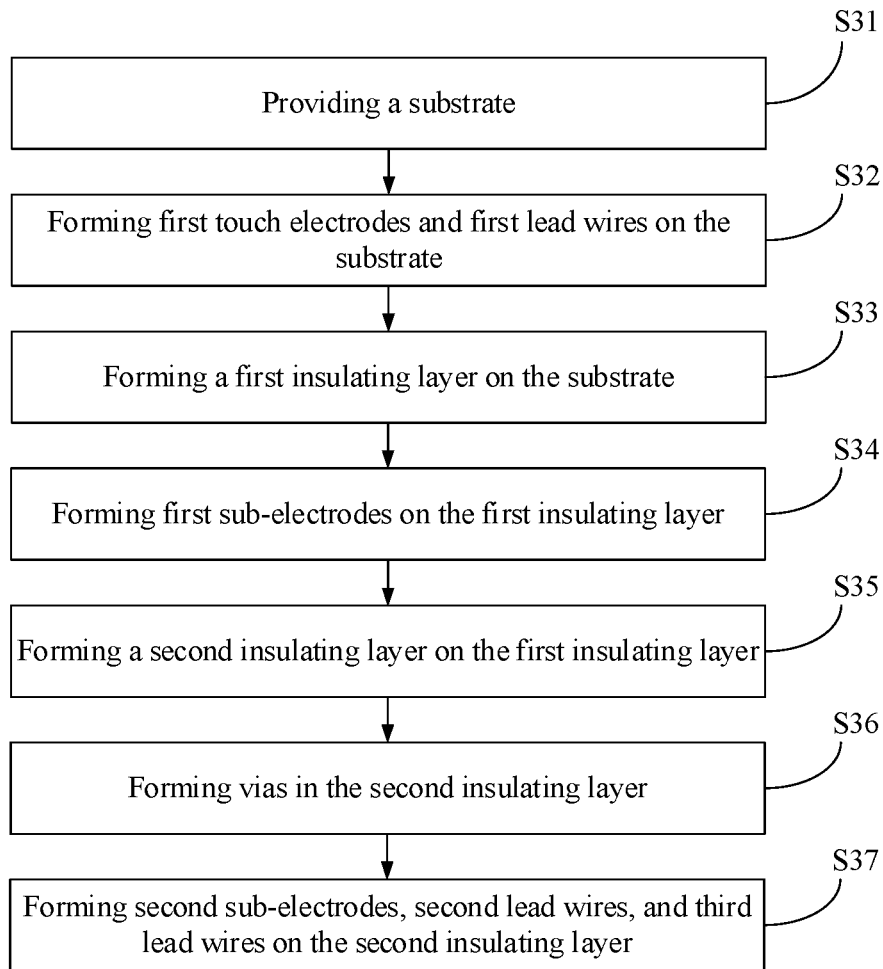 S31
Providing a substrate
S32
Forming first touch electrodes and first lead wires on the
substrate
S33
Forming a first insulating layer on the substrate
S34
Forming first sub-electrodes on the first insulating layer
S35
Forming a second insulating layer on the first insulating layer
S36
Forming vias in the second insulating layer
S37
Forming second sub-electrodes, second lead wires, and third
lead wires on the second insulating layer